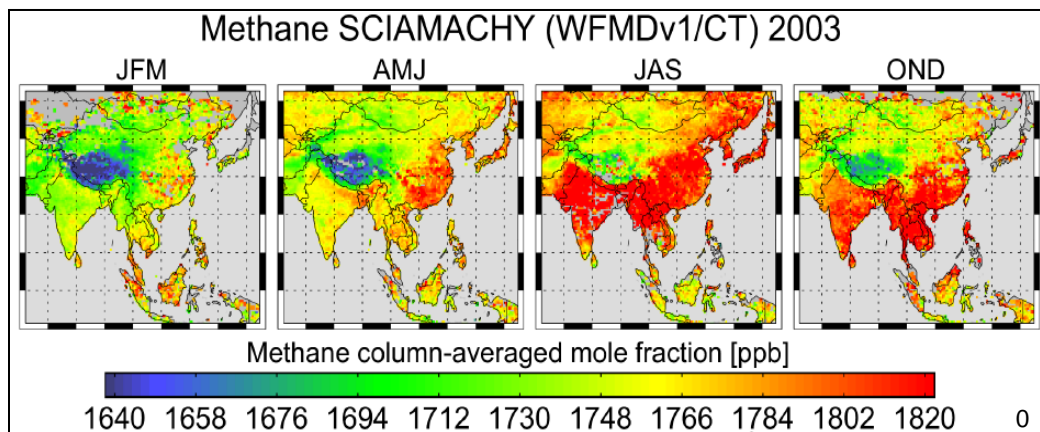 Methane SCIAMACHY (WFMDv1/CT) 2003
JFM AMJ JAS OND
Methane column-averaged mole fraction [ppb]
1640 1658 1676 1694 1712 1730 1748 1766 1784 1802 1820 0